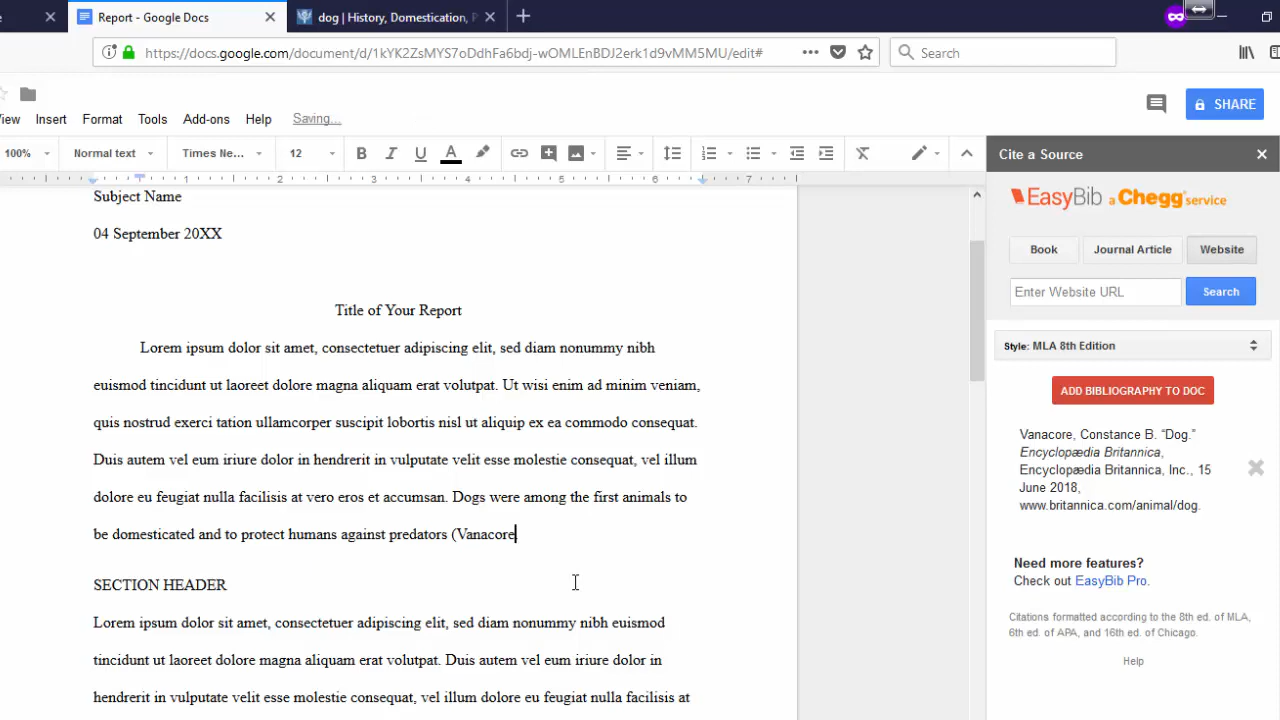 Report - Google Docs
dog | History, Domestication, P
https://docs.google.com/document/d/1kYK2ZsMYS7oDdhFa6bdj-wOMLEnBDJ2erk1d9vMM5MU/edit#
Search
View Insert Format Tools Add-ons Help Saving...
SHARE
100% Normal text Times Ne... 12
Cite a Source
1 2 3 4 5 6 7
Subject Name
04 September 20XX
Title of Your Report
Lorem ipsum dolor sit amet, consectetuer adipiscing elit, sed diam nonummy nibh
euismod tincidunt ut laoreet dolore magna aliquam erat volutpat. Ut wisi enim ad minim veniam,
quis nostrud exerci tation ullamcorper suscipit lobortis nisl ut aliquip ex ea commodo consequat.
Duis autem vel eum iriure dolor in hendrerit in vulputate velit esse molestie consequat, vel illum
dolore eu feugiat nulla facilisis at vero eros et accumsan. Dogs were among the first animals to
be domesticated and to protect humans against predators (Vanacore
SECTION HEADER
Lorem ipsum dolor sit amet, consectetuer adipiscing elit, sed diam nonummy nibh euismod
tincidunt ut laoreet dolore magna aliquam erat volutpat. Duis autem vel eum iriure dolor in
hendrerit in vulputate velit esse molestie consequat, vel illum dolore eu feugiat nulla facilisis at
EasyBib a Chegg service
Book Journal Article Website
Enter Website URL Search
Style: MLA 8th Edition
ADD BIBLIOGRAPHY TO DOC
Vanacore, Constance B. “Dog.”
Encyclopædia Britannica,
Encyclopædia Britannica, Inc., 15
June 2018,
www.britannica.com/animal/dog.
Need more features?
Check out EasyBib Pro.
Citations formatted according to the 8th ed. of MLA,
6th ed. of APA, and 16th ed. of Chicago.
Help